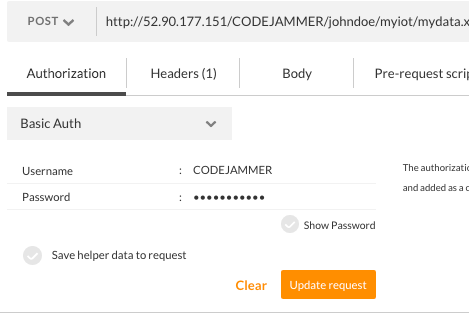 POST http://52.90.177.151/CODEJAMMER/johndoe/myiot/mydata.x
Authorization Headers (1) Body Pre-request scrip
Basic Auth
Username : CODEJAMMER
The authorizatio
Password : •••••••••••
and added as a c
Show Password
Save helper data to request
Clear Update request